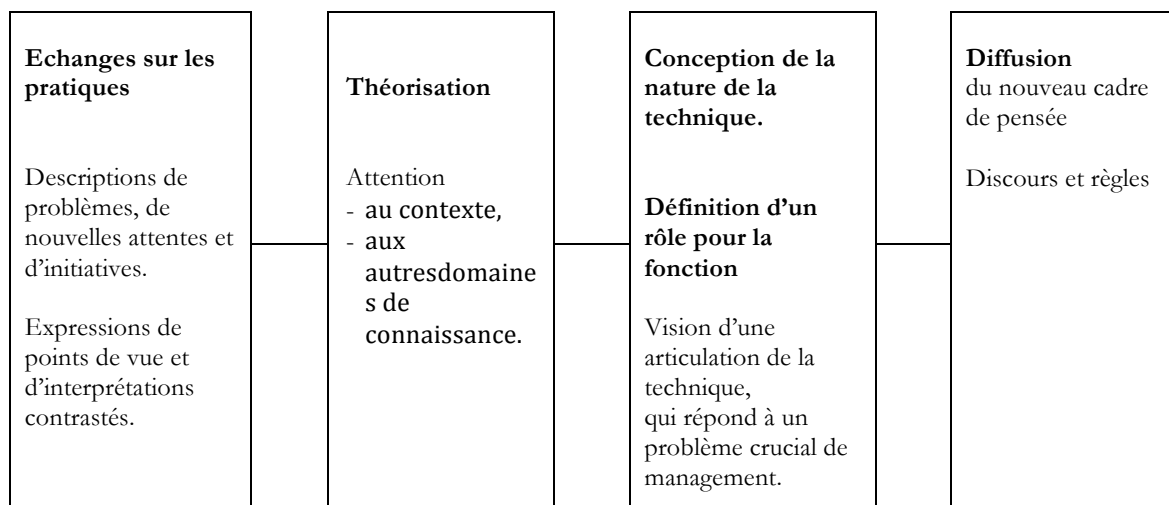 Echanges sur les
pratiques
Descriptions de
problèmes, de
nouvelles attentes et
d’initiatives.
Expressions de
points de vue et
d’interprétations
contrastés.
Théorisation
Attention
- au contexte,
- aux
autresdomaine
s de
connaissance.
Conception de la
nature de la
technique.
Définition d’un
rôle pour la
fonction
Vision d’une
articulation de la
technique,
qui répond à un
problème crucial de
management.
Diffusion
du nouveau cadre
de pensée
Discours et règles